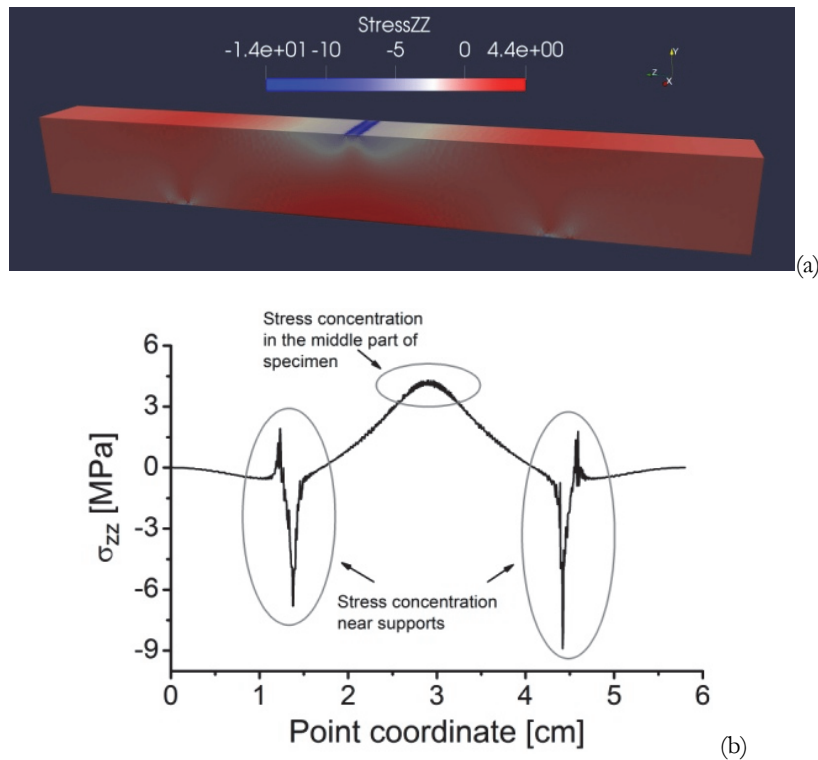 StressZZ
-1.4e+01 -10 -5 0 4.4e+00
Y
Z
X
(a)
Stress concentration
in the middle part of
specimen
6
3
0
-3
-6
-9
σzz [MPa]
Stress concentration
near supports
0 1 2 3 4 5 6
Point coordinate [cm]
(b)